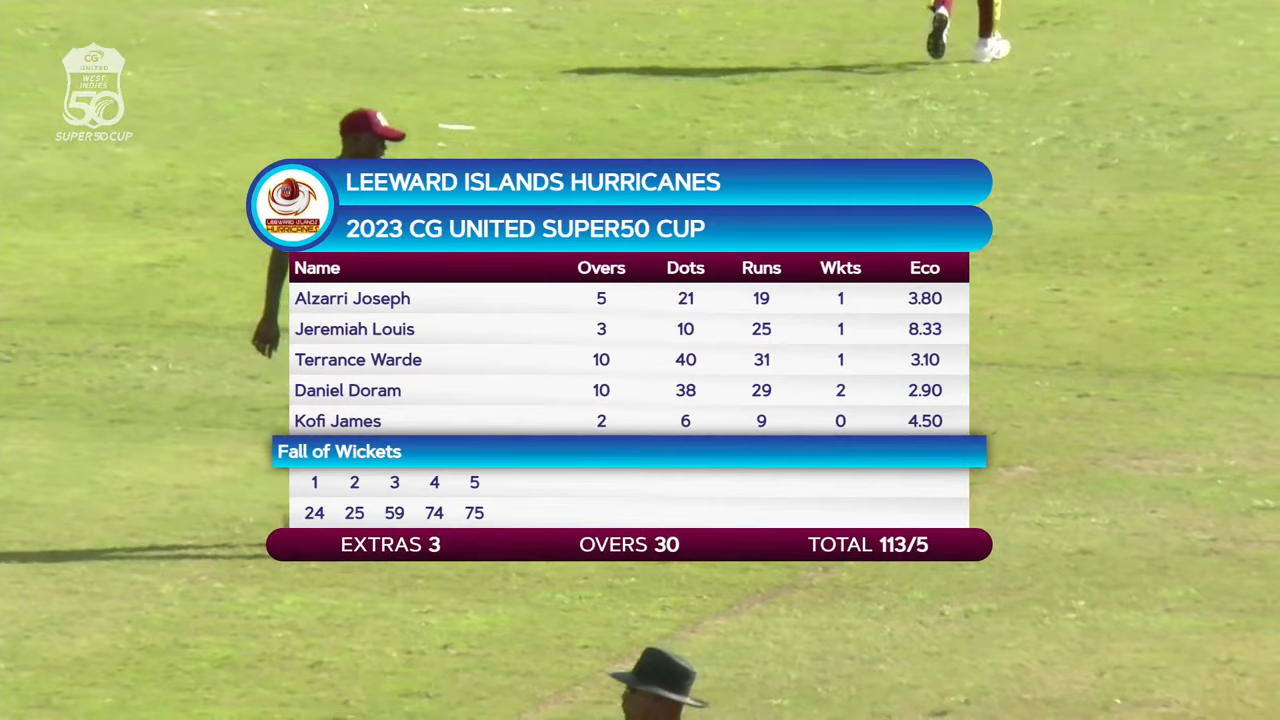 CG
UNITED
WEST
INDIES
50
SUPER50 CUP
LEEWARD ISLANDS HURRICANES
LEEWARD ISLANDS
HURRICANES
2023 CG UNITED SUPER50 CUP
Name Overs Dots Runs Wkts Eco
Alzarri Joseph 5 21 19 1 3.80
Jeremiah Louis 3 10 25 1 8.33
Terrance Warde 10 40 31 1 3.10
Daniel Doram 10 38 29 2 2.90
Kofi James 2 6 9 0 4.50
Fall of Wickets
1 2 3 4 5
24 25 59 74 75
EXTRAS 3 OVERS 30 TOTAL 113/5